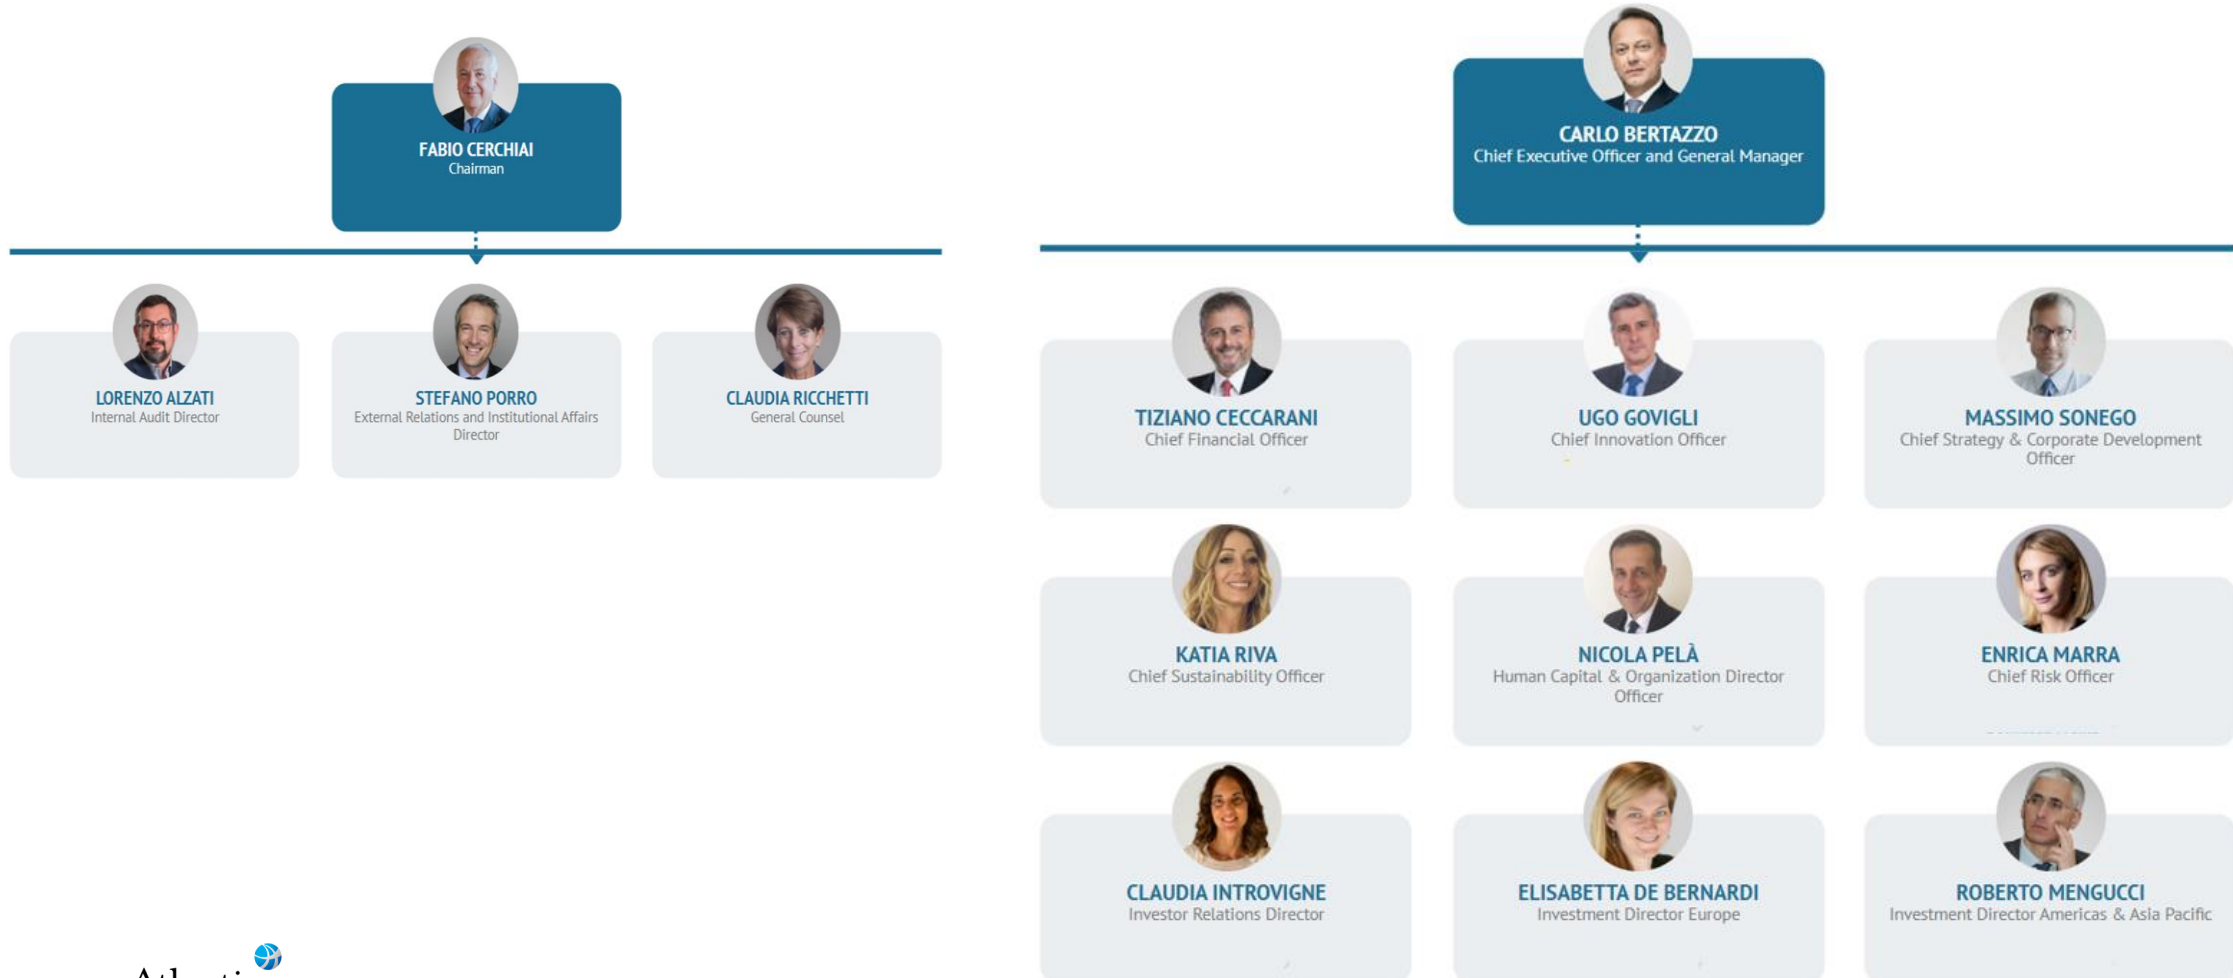 FABIO CERCHIAI
Chairman
LORENZO ALZATI
Internal Audit Director
STEFANO PORRO
External Relations and Institutional Affairs
Director
CLAUDIA RICCHETTI
General Counsel
CARLO BERTAZZO
Chief Executive Officer and General Manager
TIZIANO CECCARANI
Chief Financial Officer
UGO GOVIGLI
Chief Innovation Officer
MASSIMO SONEGO
Chief Strategy & Corporate Development
Officer
KATIA RIVA
Chief Sustainability Officer
NICOLA PELÀ
Human Capital & Organization Director
Officer
ENRICA MARRA
Chief Risk Officer
CLAUDIA INTROVIGNE
Investor Relations Director
ELISABETTA DE BERNARDI
Investment Director Europe
ROBERTO MENGUCCI
Investment Director Americas & Asia Pacific